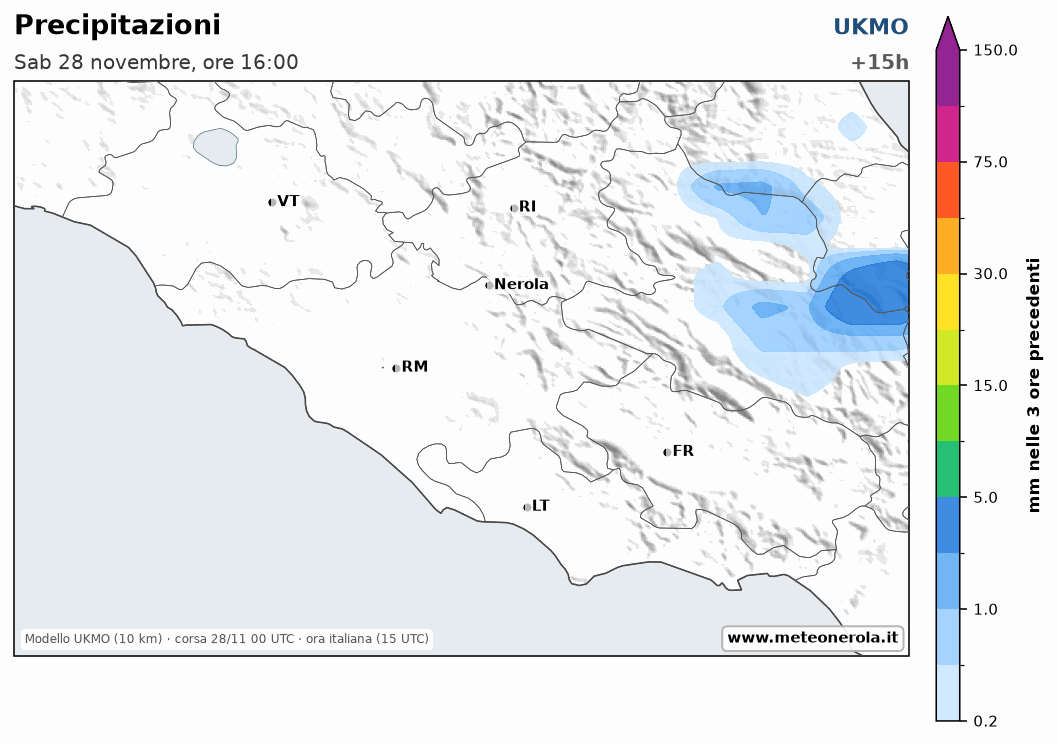 Precipitazioni
UKMO
Sab 28 novembre, ore 16:00
+15h
VT
RI
Nerola
RM
FR
LT
Modello UKMO (10 km) · corsa 28/11 00 UTC · ora italiana (15 UTC)
www.meteonerola.it
150.0
75.0
30.0
15.0
5.0
1.0
0.2
mm nelle 3 ore precedenti